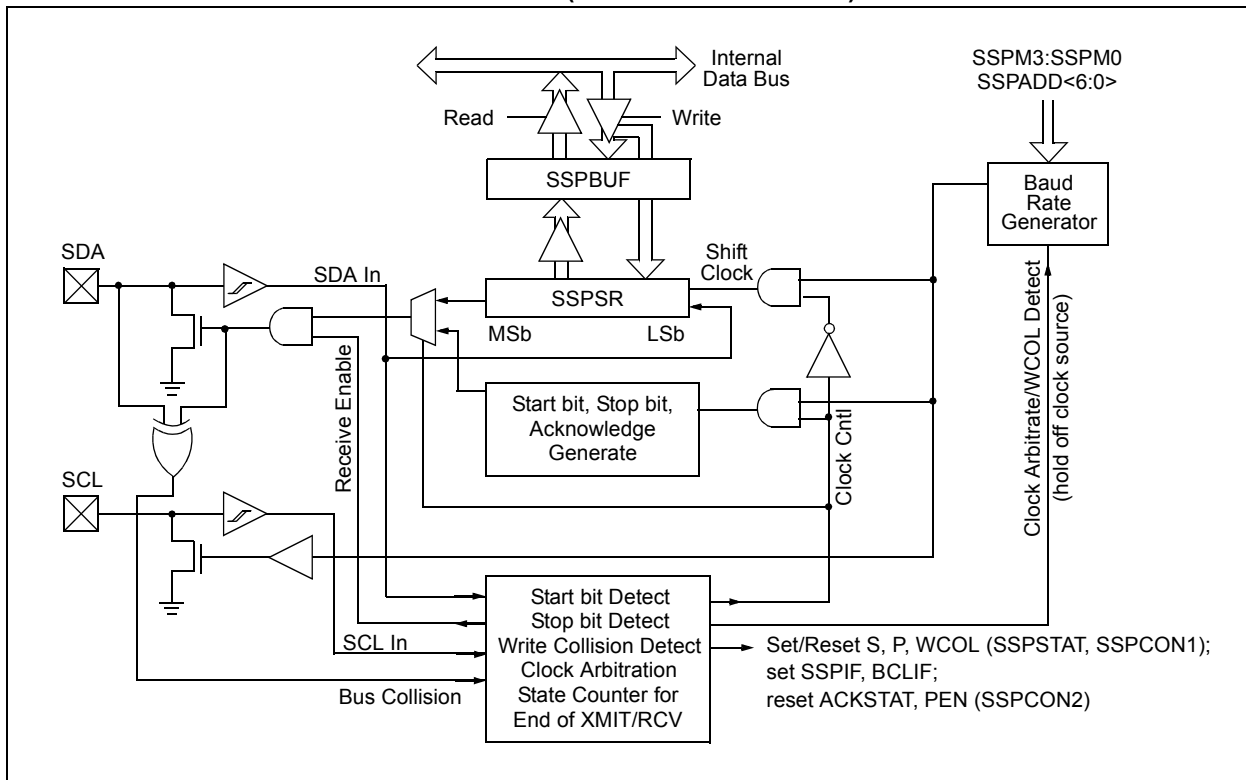 Internal
Data Bus
SSPM3:SSPM0
SSPADD<6:0>
Read
Write
SSPBUF
Baud
Rate
Generator
SDA
SDA In
Shift
Clock
SSPSR
MSb
LSb
Start bit, Stop bit,
Acknowledge
Generate
Receive Enable
Clock Cntl
Clock Arbitrate/WCOL Detect
(hold off clock source)
SCL
SCL In
Bus Collision
Start bit Detect
Stop bit Detect
Write Collision Detect
Clock Arbitration
State Counter for
End of XMIT/RCV
Set/Reset S, P, WCOL (SSPSTAT, SSPCON1);
set SSPIF, BCLIF;
reset ACKSTAT, PEN (SSPCON2)